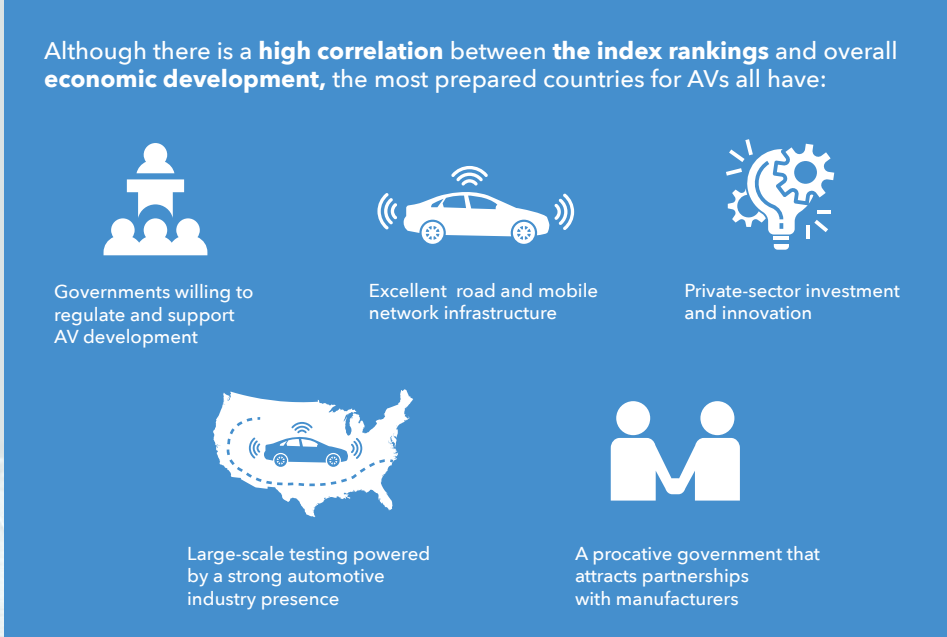 Although there is a high correlation between the index rankings and overall
economic development, the most prepared countries for AVs all have:
Governments willing to
regulate and support
AV development
Excellent road and mobile
network infrastructure
Private-sector investment
and innovation
Large-scale testing powered
by a strong automotive
industry presence
A procative government that
attracts partnerships
with manufacturers